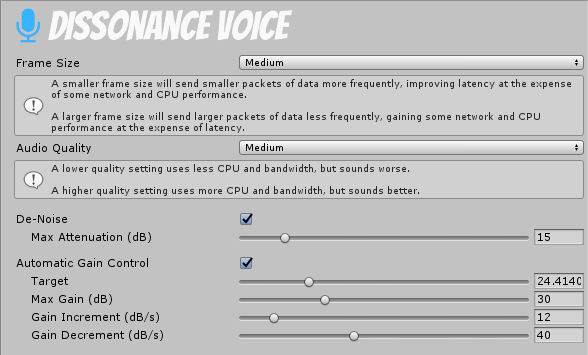 DISSONANCE VOICE
Frame Size
Medium
A smaller frame size will send smaller packets of data more frequently, improving latency at the expense
of some network and CPU performance.
A larger frame size will send larger packets of data less frequently, gaining some network and CPU
performance at the expense of latency.
Audio Quality
Medium
A lower quality setting uses less CPU and bandwidth, but sounds worse.
A higher quality setting uses more CPU and bandwidth, but sounds better.
De-Noise
Max Attenuation (dB)
15
Automatic Gain Control
Target
24.4140
Max Gain (dB)
30
Gain Increment (dB/s)
12
Gain Decrement (dB/s)
40